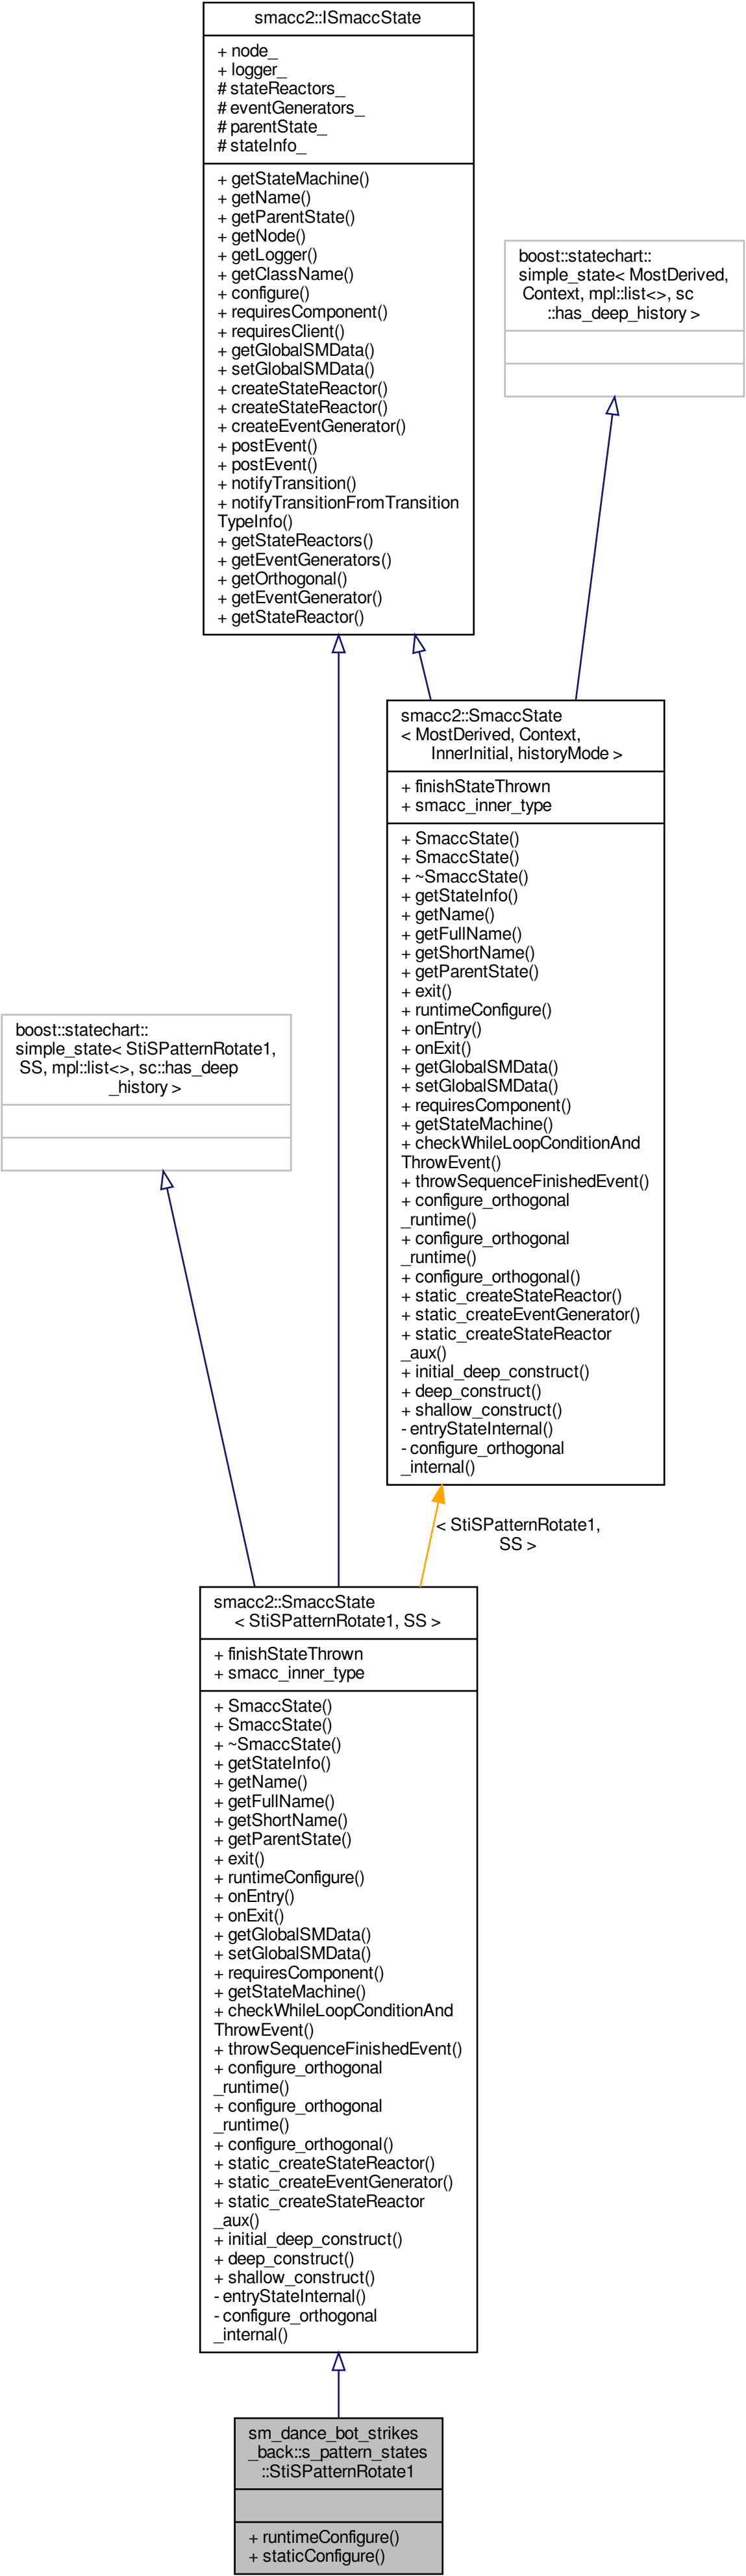 smacc2::ISmaccState
+ node_
+ logger_
# stateReactors_
# eventGenerators_
# parentState_
# stateInfo_
+ getStateMachine()
+ getName()
+ getParentState()
+ getNode()
+ getLogger()
+ getClassName()
+ configure()
+ requiresComponent()
+ requiresClient()
+ getGlobalSMData()
+ setGlobalSMData()
+ createStateReactor()
+ createStateReactor()
+ createEventGenerator()
+ postEvent()
+ postEvent()
+ notifyTransition()
+ notifyTransitionFromTransition
TypeInfo()
+ getStateReactors()
+ getEventGenerators()
+ getOrthogonal()
+ getEventGenerator()
+ getStateReactor()
boost::statechart::
simple_state< MostDerived,
Context, mpl::list<>, sc
::has_deep_history >
smacc2::SmaccState
< MostDerived, Context,
InnerInitial, historyMode >
+ finishStateThrown
+ smacc_inner_type
+ SmaccState()
+ SmaccState()
+ ~SmaccState()
+ getStateInfo()
+ getName()
+ getFullName()
+ getShortName()
+ getParentState()
+ exit()
+ runtimeConfigure()
+ onEntry()
+ onExit()
+ getGlobalSMData()
+ setGlobalSMData()
+ requiresComponent()
+ getStateMachine()
+ checkWhileLoopConditionAnd
ThrowEvent()
+ throwSequenceFinishedEvent()
+ configure_orthogonal
_runtime()
+ configure_orthogonal
_runtime()
+ configure_orthogonal()
+ static_createStateReactor()
+ static_createEventGenerator()
+ static_createStateReactor
_aux()
+ initial_deep_construct()
+ deep_construct()
+ shallow_construct()
- entryStateInternal()
- configure_orthogonal
_internal()
boost::statechart::
simple_state< StiSPatternRotate1,
SS, mpl::list<>, sc::has_deep
_history >
< StiSPatternRotate1,
SS >
smacc2::SmaccState
< StiSPatternRotate1, SS >
+ finishStateThrown
+ smacc_inner_type
+ SmaccState()
+ SmaccState()
+ ~SmaccState()
+ getStateInfo()
+ getName()
+ getFullName()
+ getShortName()
+ getParentState()
+ exit()
+ runtimeConfigure()
+ onEntry()
+ onExit()
+ getGlobalSMData()
+ setGlobalSMData()
+ requiresComponent()
+ getStateMachine()
+ checkWhileLoopConditionAnd
ThrowEvent()
+ throwSequenceFinishedEvent()
+ configure_orthogonal
_runtime()
+ configure_orthogonal
_runtime()
+ configure_orthogonal()
+ static_createStateReactor()
+ static_createEventGenerator()
+ static_createStateReactor
_aux()
+ initial_deep_construct()
+ deep_construct()
+ shallow_construct()
- entryStateInternal()
- configure_orthogonal
_internal()
sm_dance_bot_strikes
_back::s_pattern_states
::StiSPatternRotate1
+ runtimeConfigure()
+ staticConfigure()